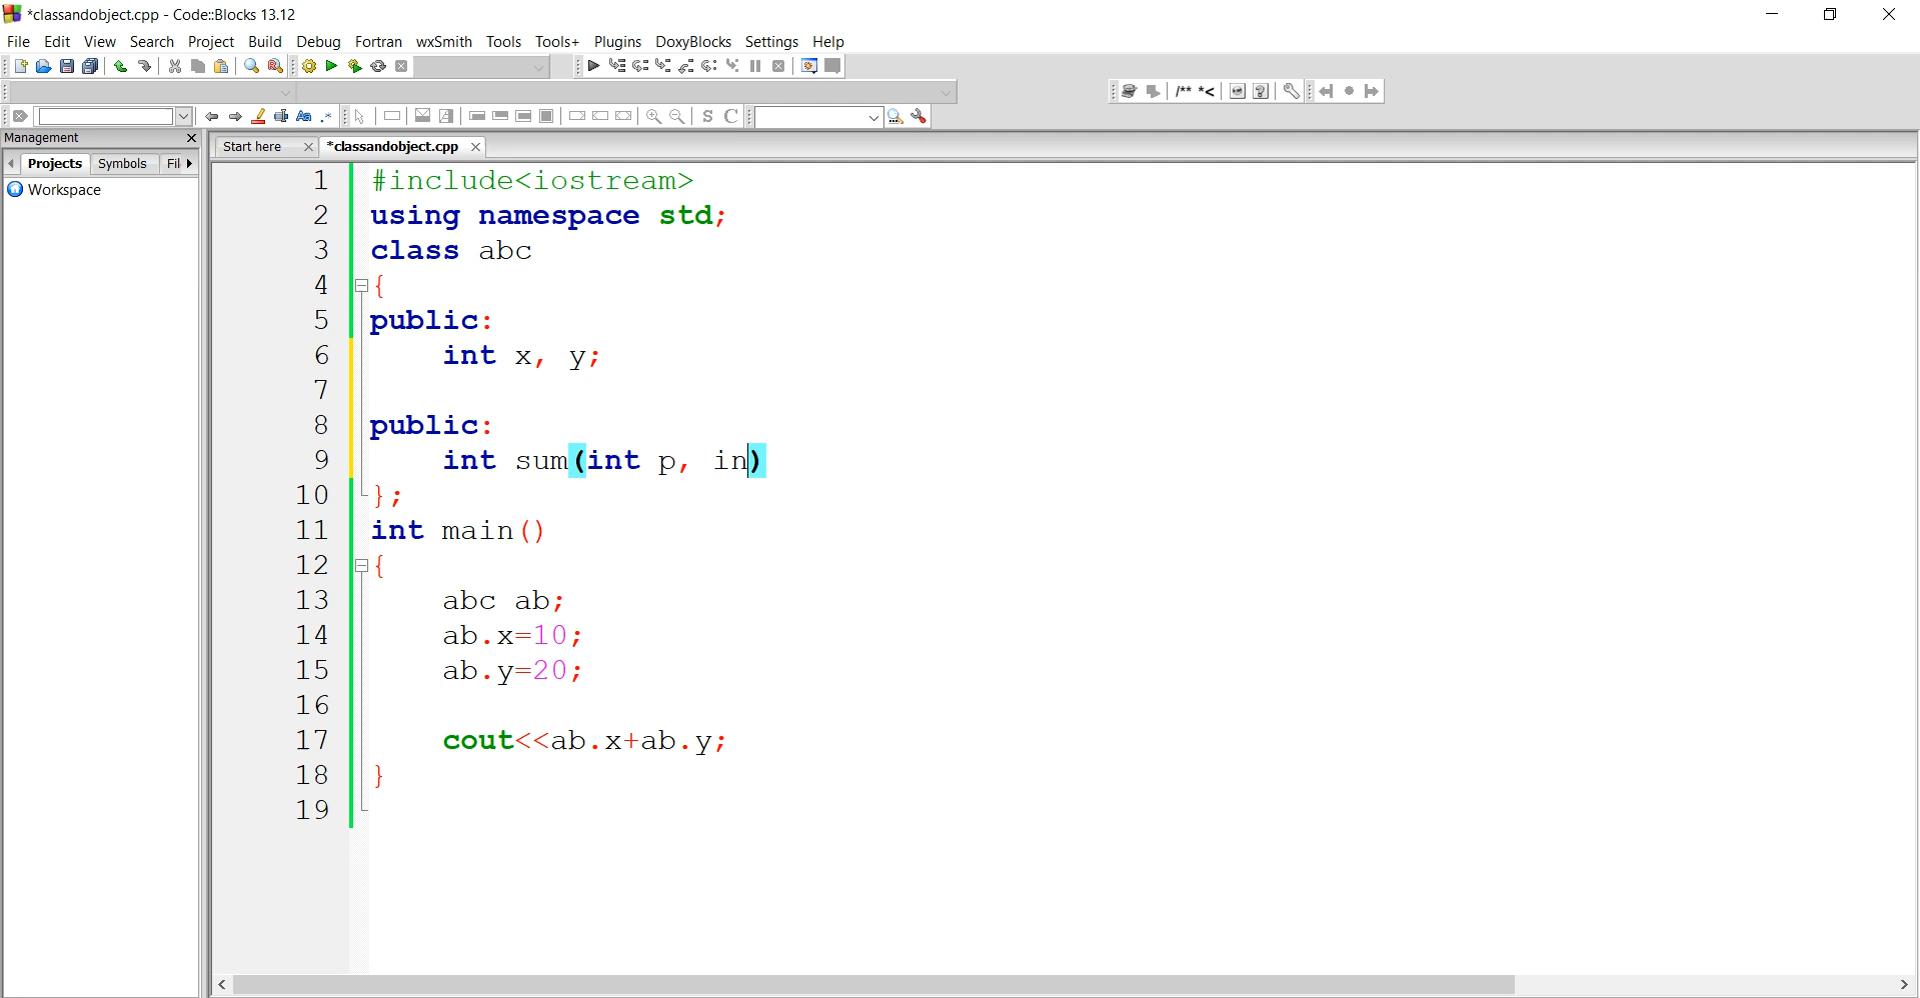 *classandobject.cpp - Code::Blocks 13.12
File Edit View Search Project Build Debug Fortran wxSmith Tools Tools+ Plugins DoxyBlocks Settings Help
/** *<
Aa .* S C
Management
Start here *classandobject.cpp
Projects Symbols Fil
Workspace
1 #include<iostream>
2 using namespace std;
3 class abc
4 {
5 public:
6 int x, y;
7
8 public:
9 int sum(int p, in)
10 };
11 int main()
12 {
13 abc ab;
14 ab.x=10;
15 ab.y=20;
16
17 cout<<ab.x+ab.y;
18 }
19